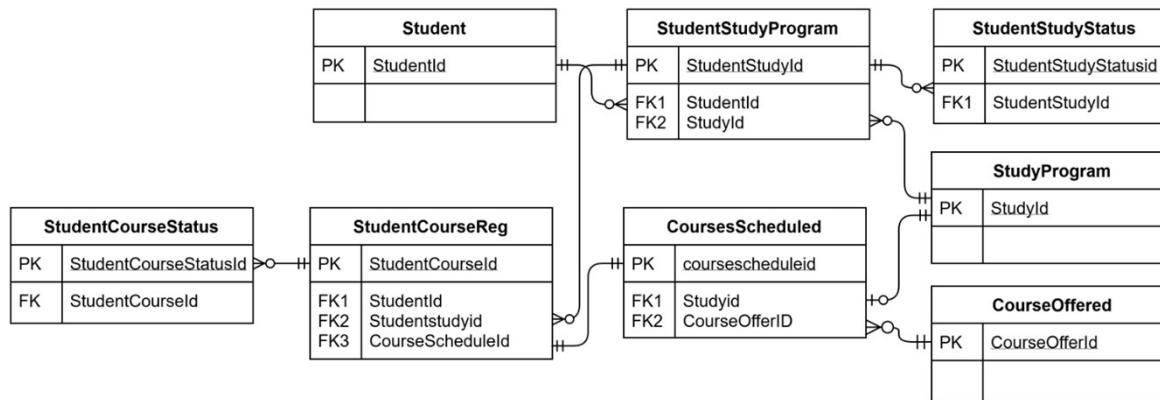 Student
PK StudentId
StudentStudyProgram
PK StudentStudyId
FK1 StudentId
FK2 StudyId
StudentStudyStatus
PK StudentStudyStatusid
FK1 StudentStudyId
StudyProgram
PK StudyId
StudentCourseStatus
PK StudentCourseStatusId
FK StudentCourseId
StudentCourseReg
PK StudentCourseId
FK1 StudentId
FK2 Studentstudyid
FK3 CourseScheduleId
CoursesScheduled
PK coursescheduleid
FK1 Studyid
FK2 CourseOfferID
CourseOffered
PK CourseOfferId